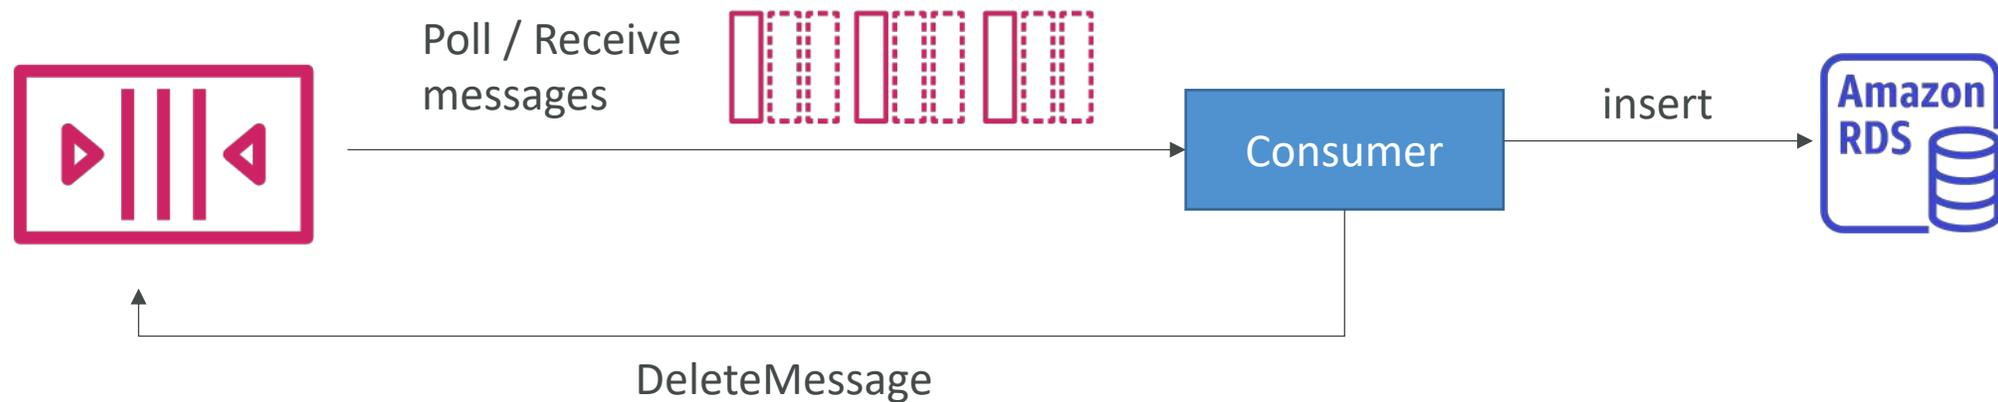 Poll / Receive
messages
Consumer
insert
Amazon
RDS
DeleteMessage